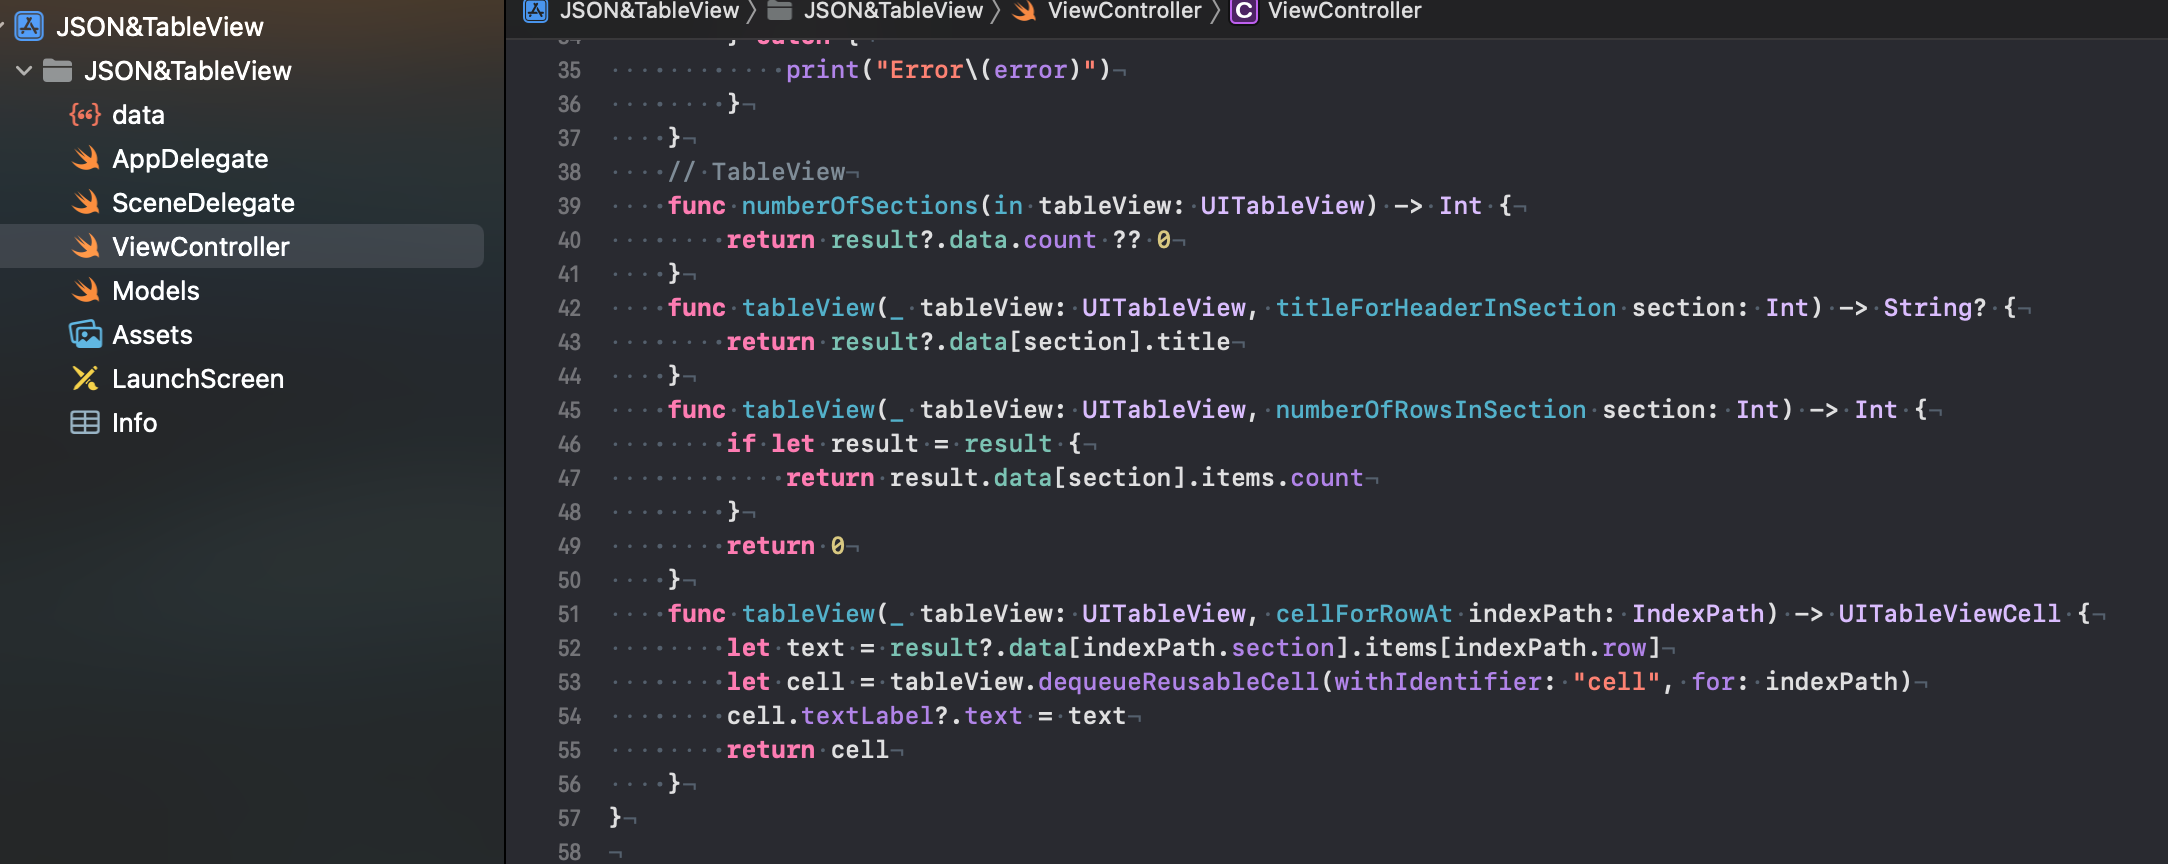 JSON&TableView
JSON&TableView
data
AppDelegate
SceneDelegate
ViewController
Models
Assets
LaunchScreen
Info
JSON&TableView 〉 JSON&TableView 〉 ViewController 〉 C ViewController
34 } catch {
35 print("Error\(error)")
36 }
37 }
38 // TableView
39 func numberOfSections(in tableView: UITableView) -> Int {
40 return result?.data.count ?? 0
41 }
42 func tableView(_ tableView: UITableView, titleForHeaderInSection section: Int) -> String? {
43 return result?.data[section].title
44 }
45 func tableView(_ tableView: UITableView, numberOfRowsInSection section: Int) -> Int {
46 if let result = result {
47 return result.data[section].items.count
48 }
49 return 0
50 }
51 func tableView(_ tableView: UITableView, cellForRowAt indexPath: IndexPath) -> UITableViewCell {
52 let text = result?.data[indexPath.section].items[indexPath.row]
53 let cell = tableView.dequeueReusableCell(withIdentifier: "cell", for: indexPath)
54 cell.textLabel?.text = text
55 return cell
56 }
57 }
58